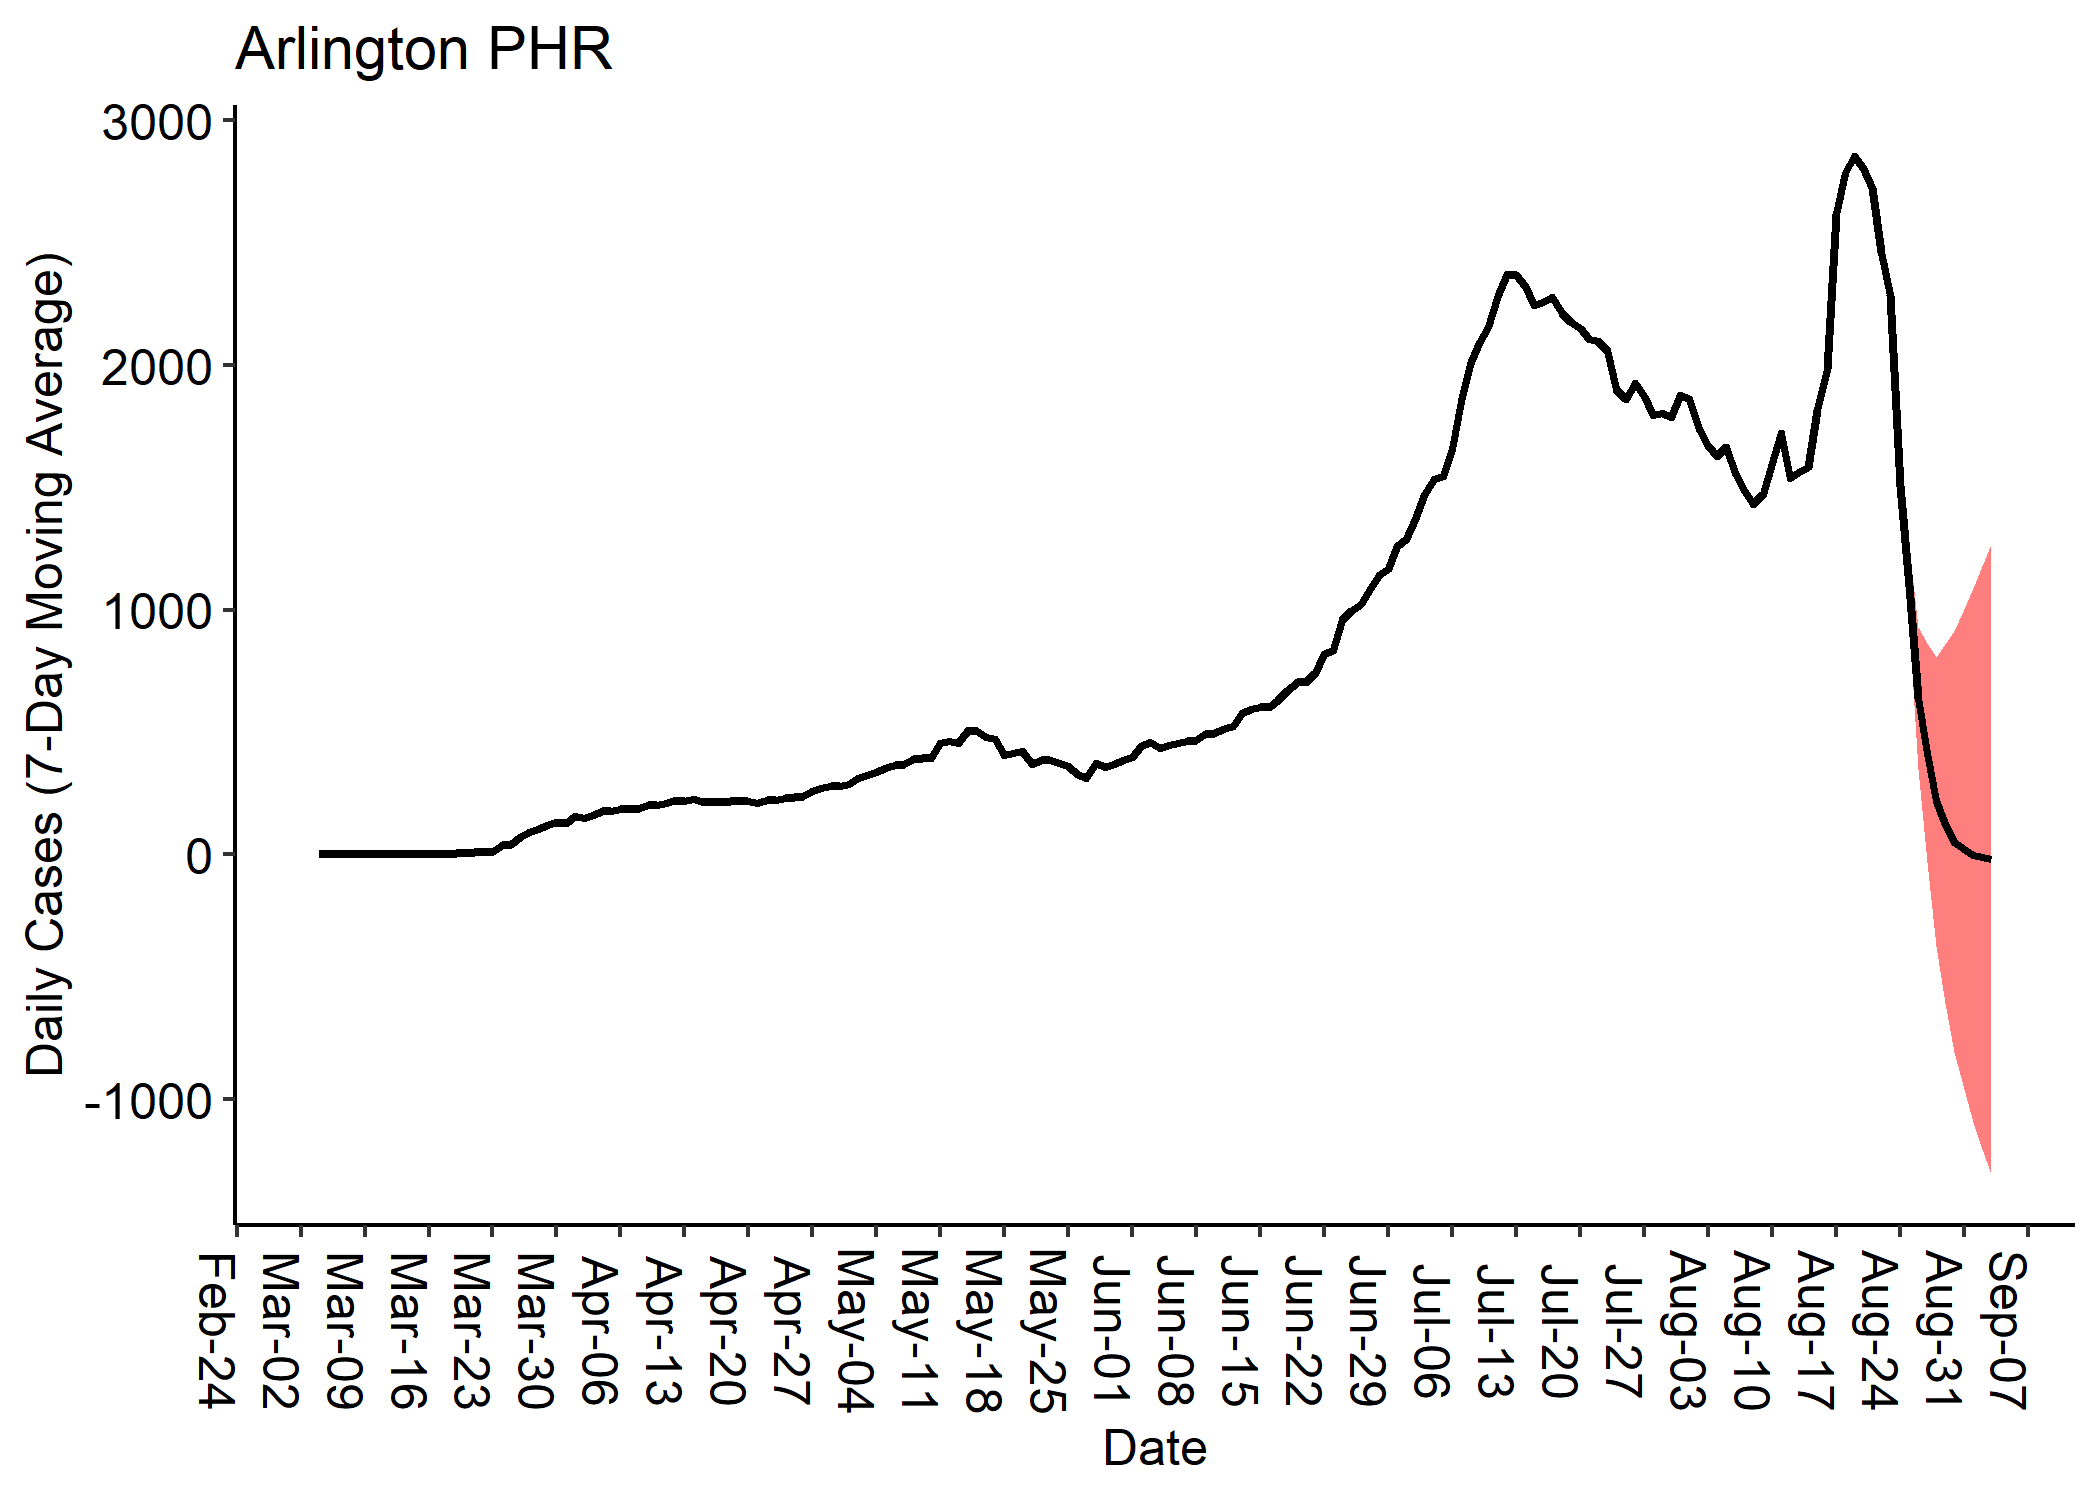 Arlington PHR
Daily Cases (7-Day Moving Average)
3000
2000
1000
0
-1000
Feb-24
Mar-02
Mar-09
Mar-16
Mar-23
Mar-30
Apr-06
Apr-13
Apr-20
Apr-27
May-04
May-11
May-18
May-25
Jun-01
Jun-08
Jun-15
Jun-22
Jun-29
Jul-06
Jul-13
Jul-20
Jul-27
Aug-03
Aug-10
Aug-17
Aug-24
Aug-31
Sep-07
Date